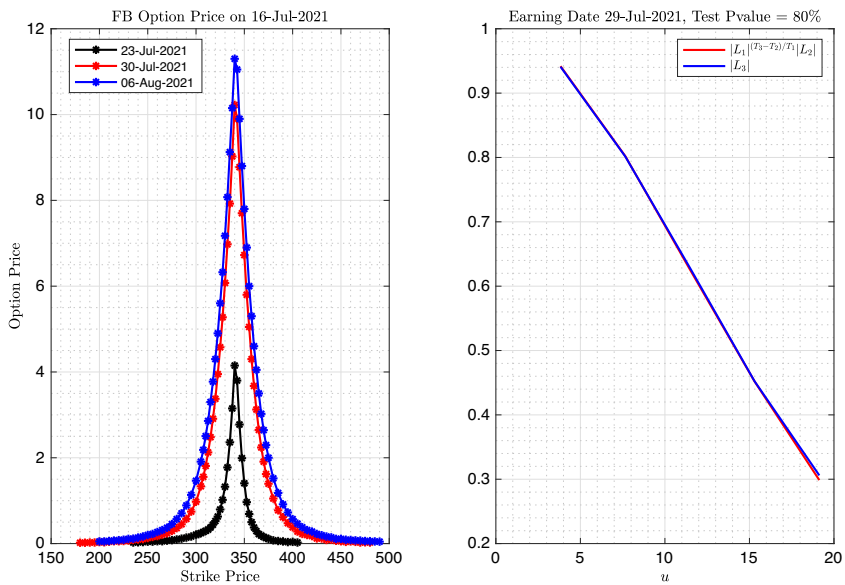 FB Option Price on 16-Jul-2021
12
10
8
6
4
2
0
Option Price
23-Jul-2021
30-Jul-2021
06-Aug-2021
150 200 250 300 350 400 450 500
Strike Price
Earning Date 29-Jul-2021, Test Pvalue = 80%
1
0.9
0.8
0.7
0.6
0.5
0.4
0.3
0.2
|L₁|^{(T₃−T₂)/T₁}|L₂|
|L₃|
0 5 10 15 20
u